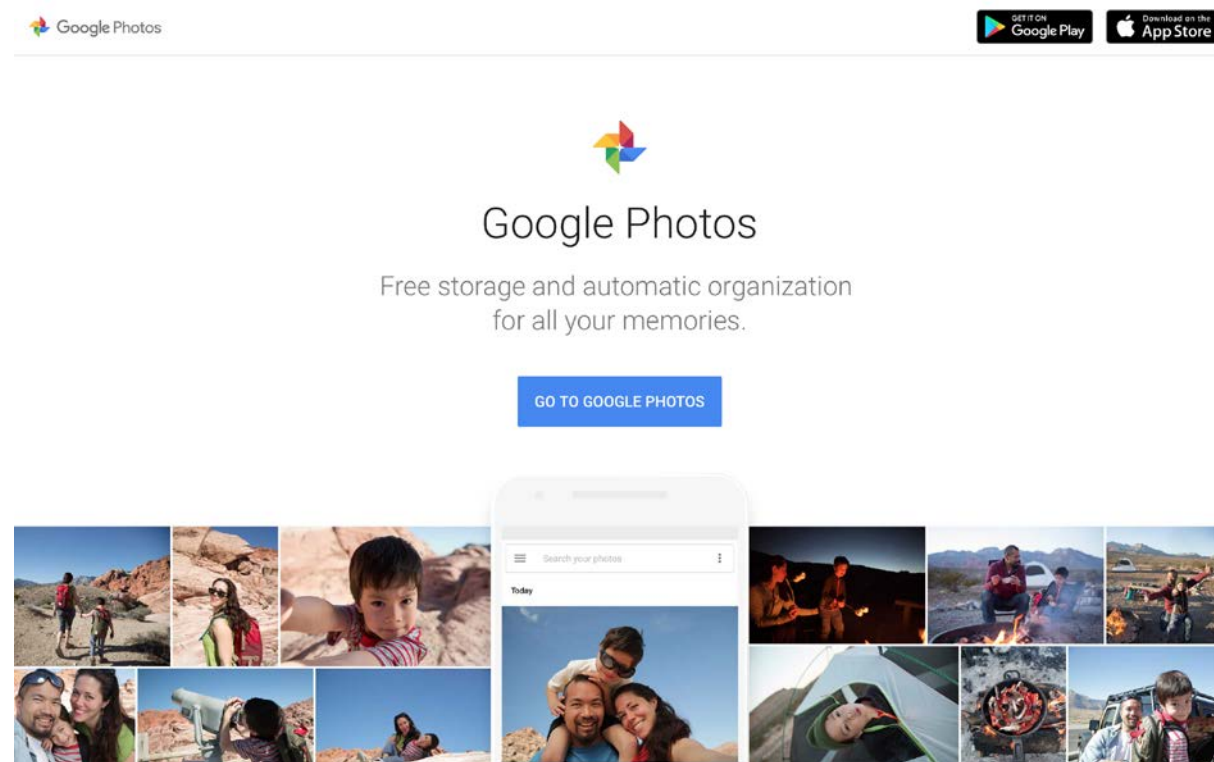 Google Photos
GET IT ON
Google Play
Download on the
App Store
Google Photos
Free storage and automatic organization
for all your memories.
GO TO GOOGLE PHOTOS
Search your photos
Today